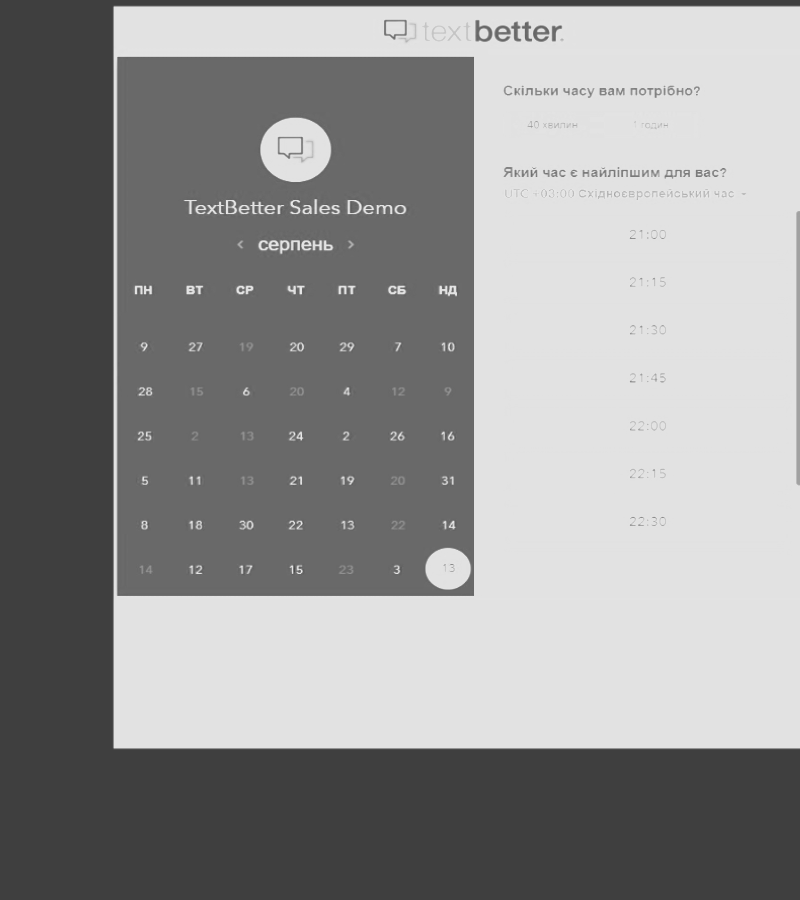 textbetter.
TextBetter Sales Demo
‹ серпень ›
ПН ВТ СР ЧТ ПТ СБ НД
9 27 19 20 29 7 10
28 15 6 20 4 12 9
25 2 13 24 2 26 16
5 11 13 21 19 20 31
8 18 30 22 13 22 14
14 12 17 15 23 3 13
Скільки часу вам потрібно?
40 хвилин 1 годин
Який час є найліпшим для вас?
UTC +03:00 Східноєвропейський час
21:00
21:15
21:30
21:45
22:00
22:15
22:30